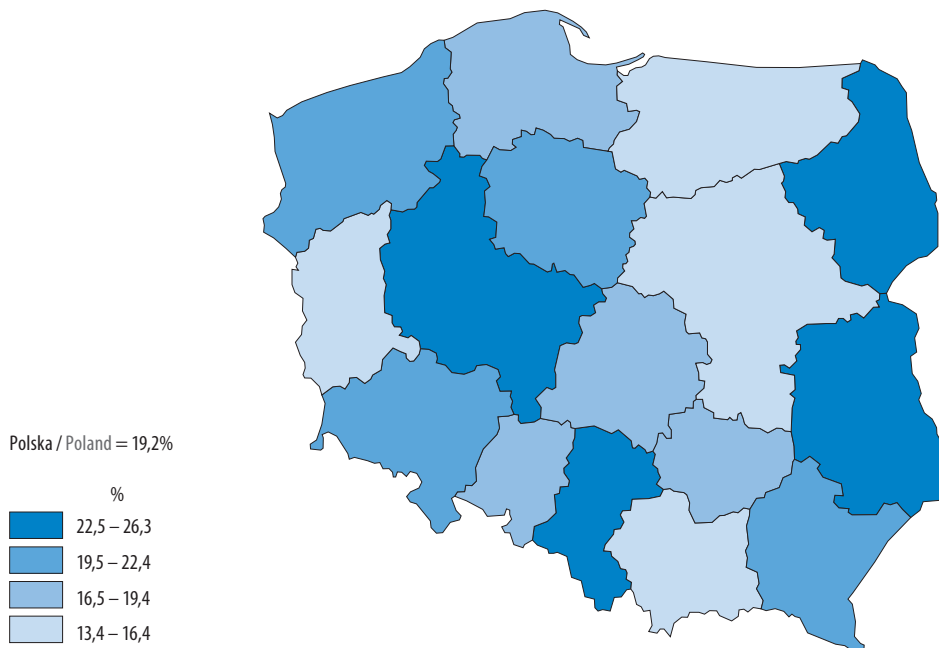 Polska / Poland = 19,2%
%
22,5 – 26,3
19,5 – 22,4
16,5 – 19,4
13,4 – 16,4